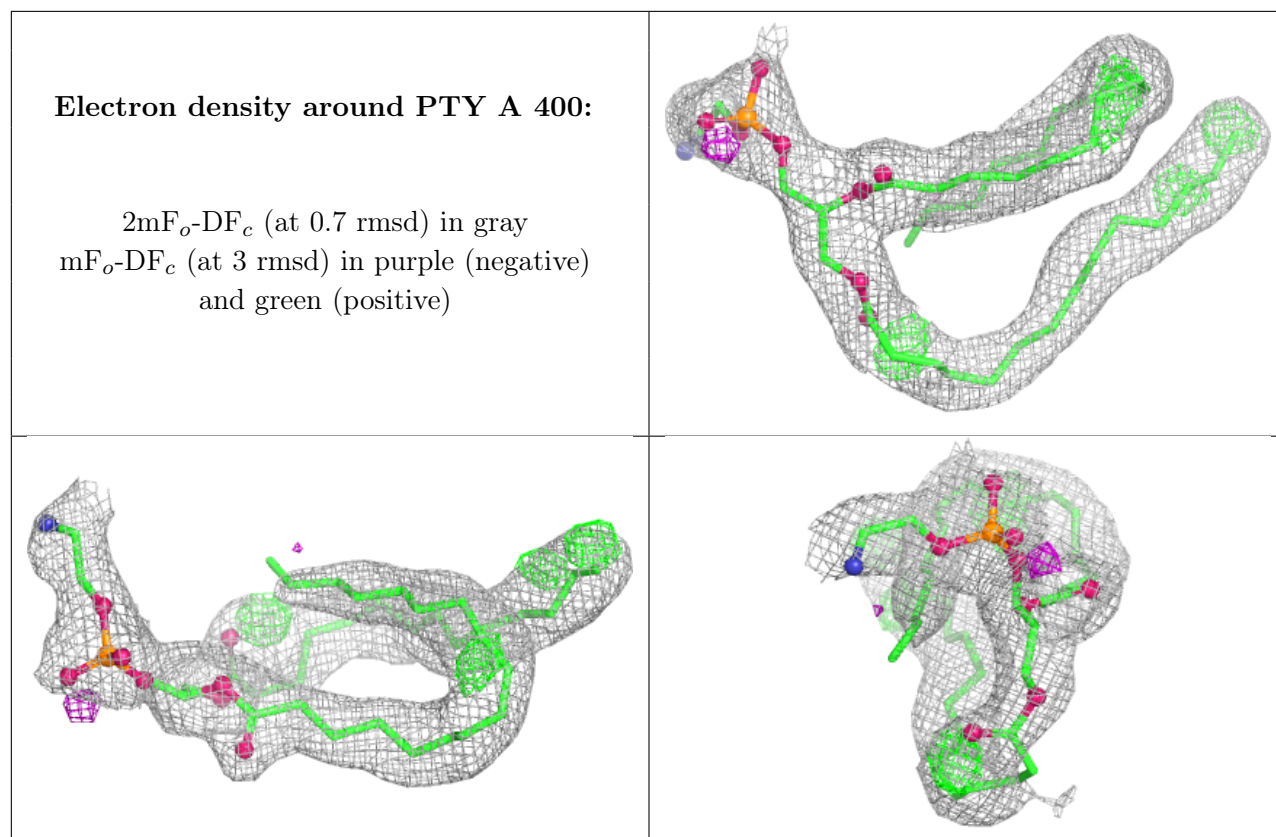 Electron density around PTY A 400:
2mFₒ-DF𝒸 (at 0.7 rmsd) in gray
mFₒ-DF𝒸 (at 3 rmsd) in purple (negative)
and green (positive)